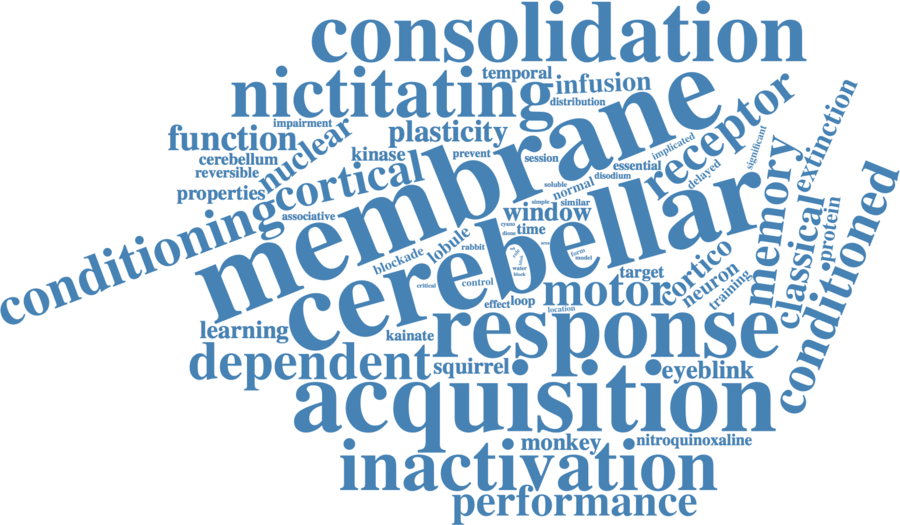 consolidation
nictitating
temporal
infusion
distribution
impairment
function
plasticity
membrane
receptor
extinction
nuclear
cerebellum
reversible
kinase
prevent
session
essential
implicated
significant
delayed
disodium
soluble
normal
properties
cortical
simple
similar
associative
window
time
memory
conditioning
cerebellar
classical
protein
conditioned
blockade
lobule
rabbit
form
model
water
block
critical
control
target
cortico
neuron
training
motor
effect
loop
location
learning
kainate
response
dependent
squirrel
eyeblink
acquisition
monkey
nitroquinoxaline
inactivation
performance